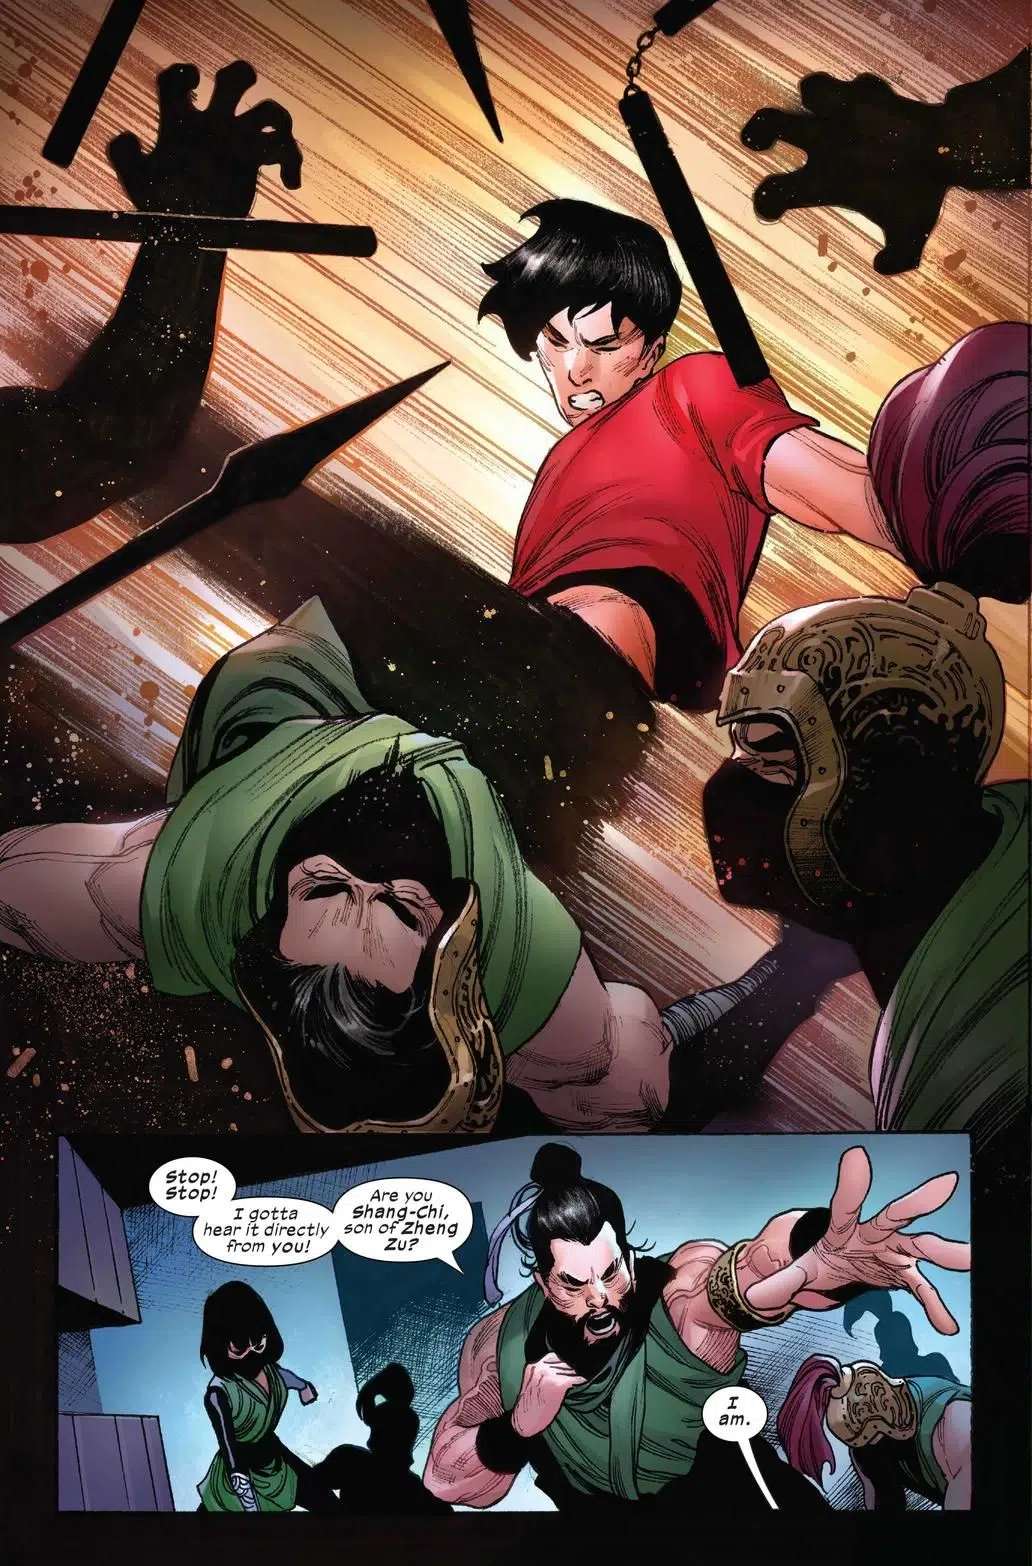 Stop!
Stop!
I gotta
hear it directly
from you!
Are you
Shang-Chi,
son of Zheng
Zu?
I
am.